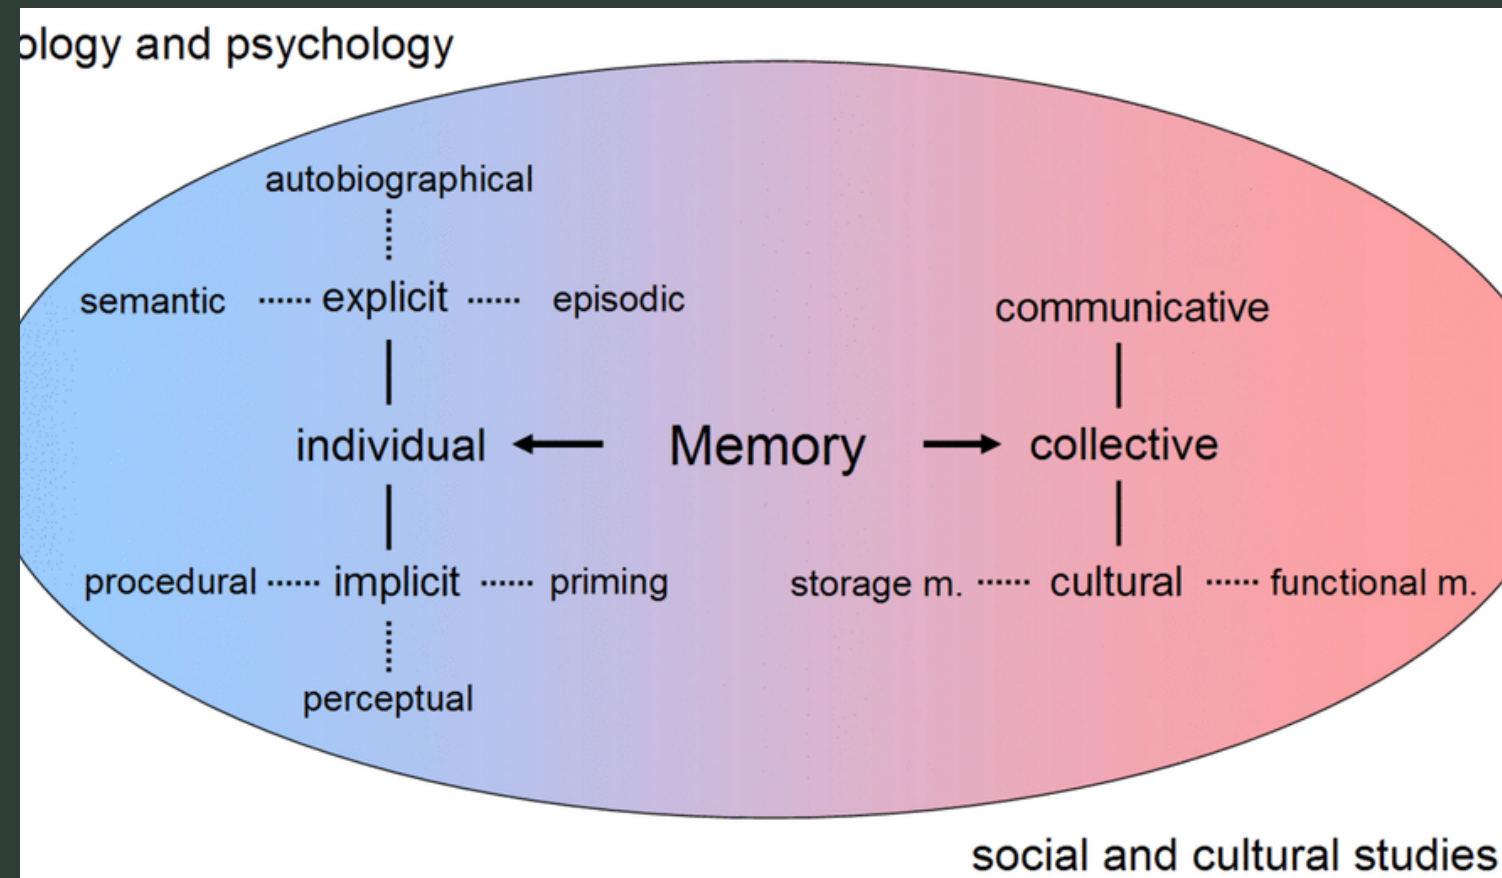 ology and psychology
autobiographical
semantic explicit episodic
communicative
individual Memory collective
procedural implicit priming storage m. cultural functional m.
perceptual
social and cultural studies